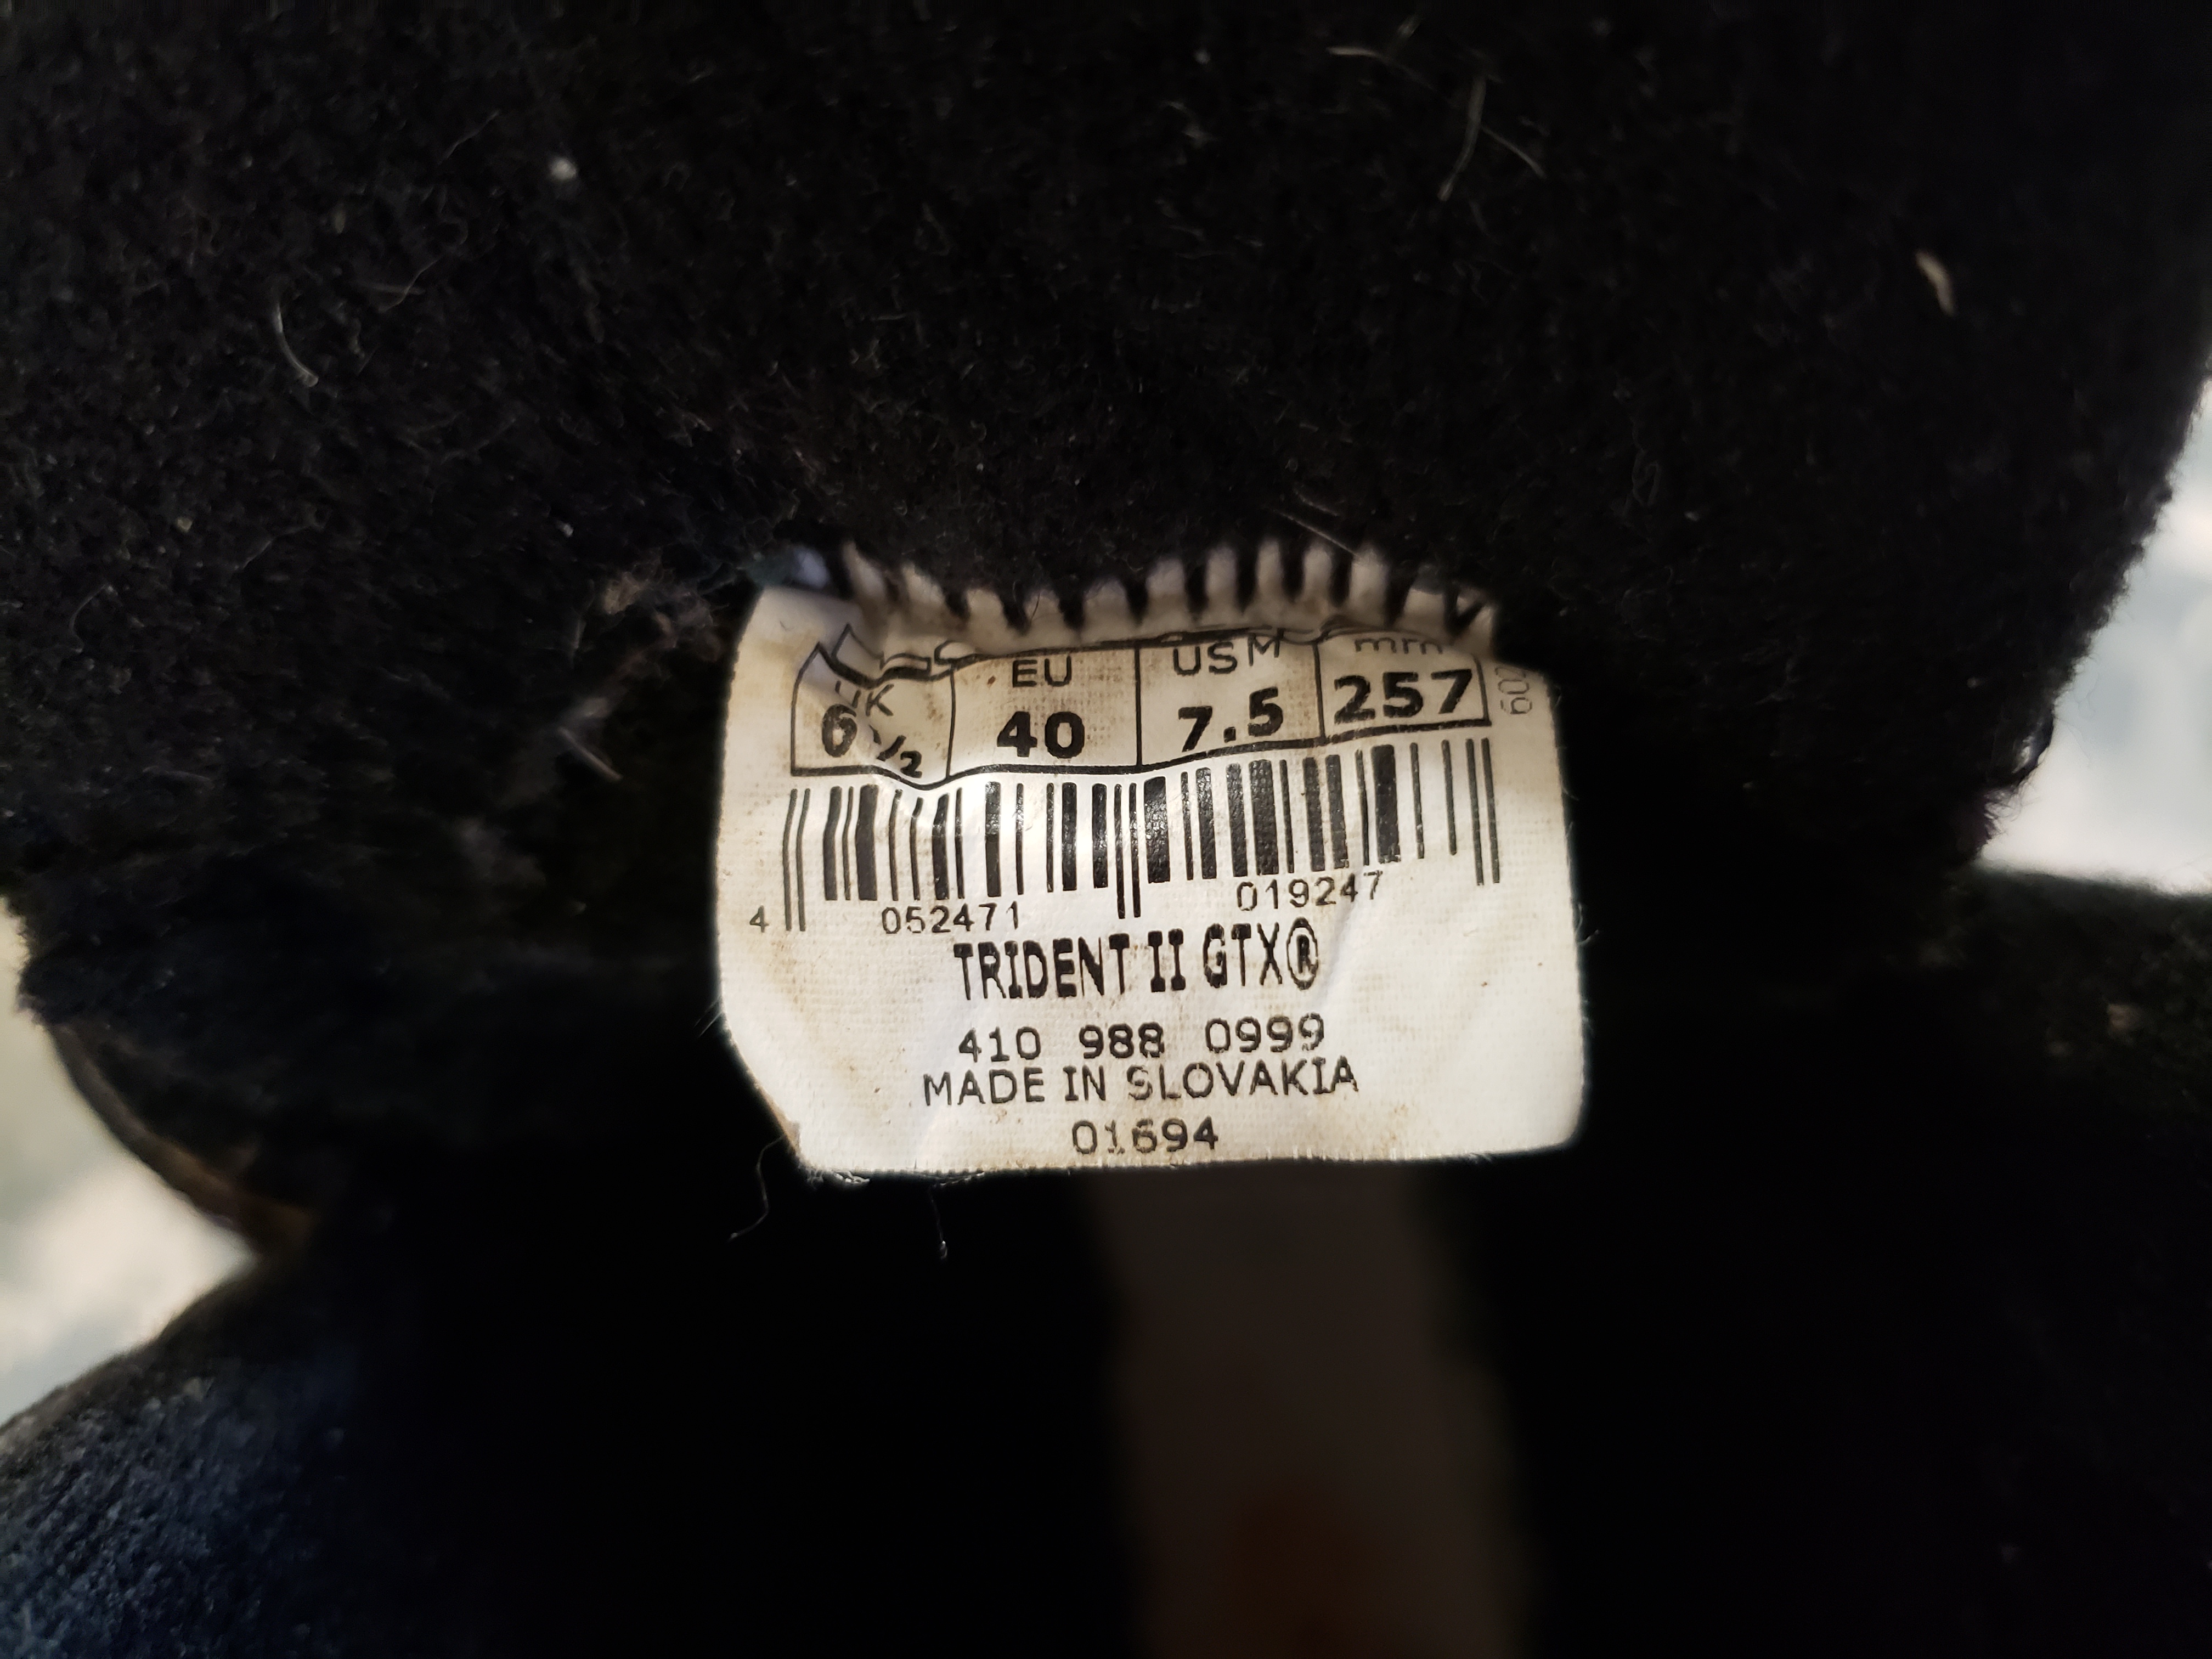 UK EU USM mm
6 ½ 40 7.5 257
4 052471 019247
TRIDENT II GTX®
410 988 0999
MADE IN SLOVAKIA
01694